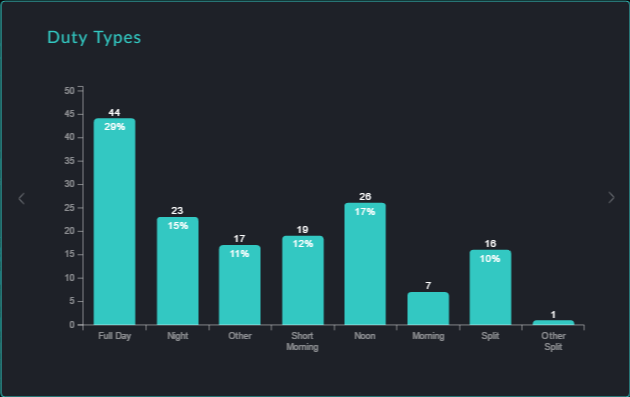 Duty Types
50
45
40
35
30
25
20
15
10
5
0
44
29%
23
15%
17
11%
19
12%
26
17%
7
16
10%
1
Full Day
Night
Other
Short
Morning
Noon
Morning
Split
Other
Split